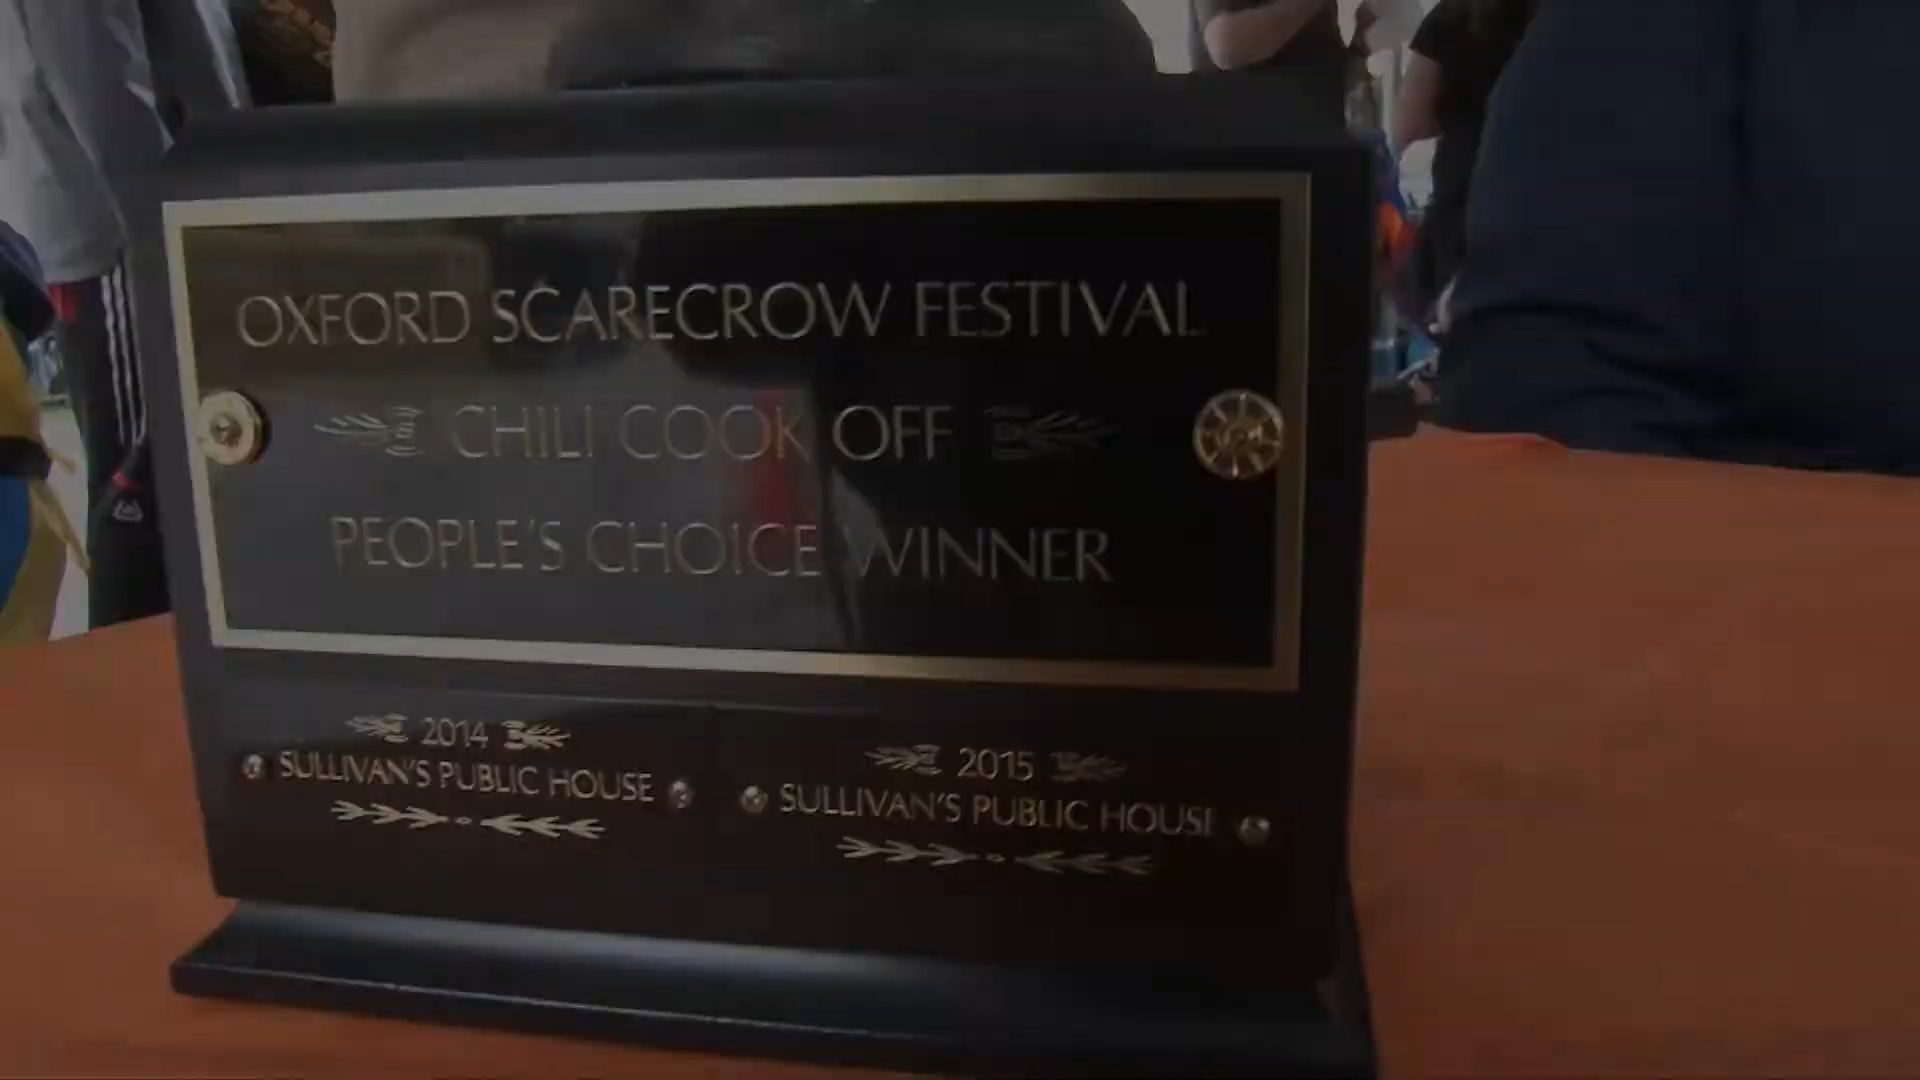 OXFORD SCARECROW FESTIVAL
CHILI COOK OFF
PEOPLE'S CHOICE WINNER
2014
SULLIVAN'S PUBLIC HOUSE
2015
SULLIVAN'S PUBLIC HOUSE